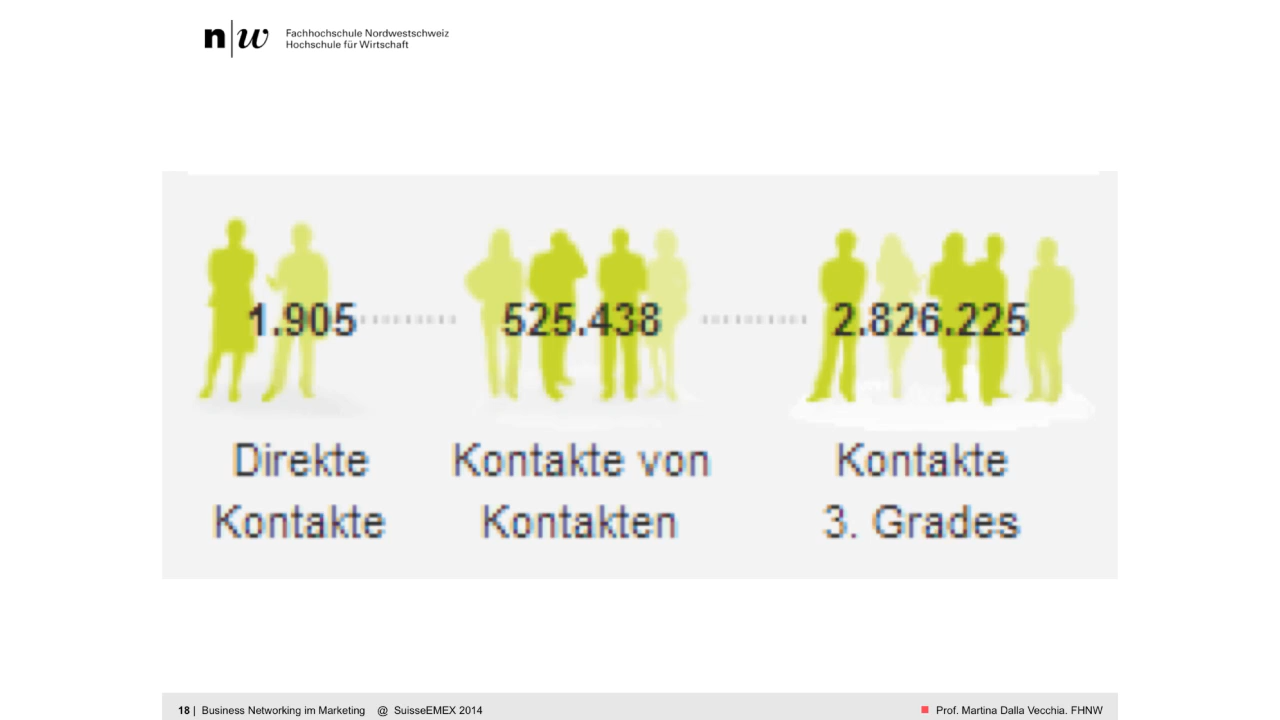 n|w
Fachhochschule Nordwestschweiz
Hochschule für Wirtschaft
1.905
525.438
2.826.225
Direkte
Kontakte
Kontakte von
Kontakten
Kontakte
3. Grades
18 | Business Networking im Marketing @ SuisseEMEX 2014
Prof. Martina Dalla Vecchia. FHNW